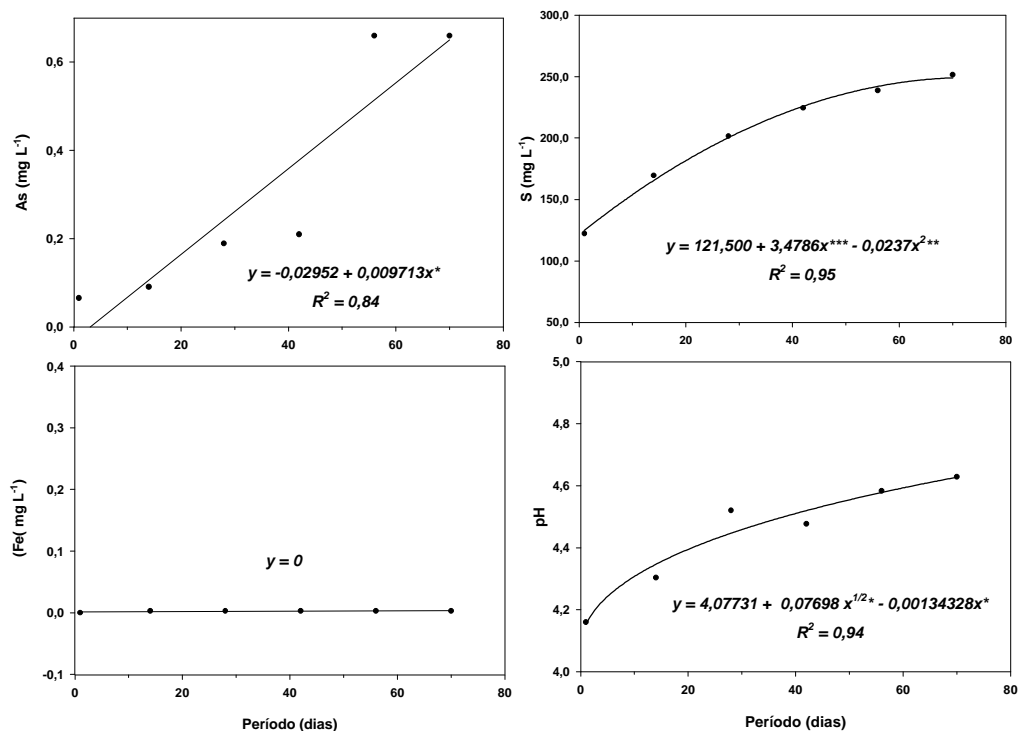 0,6
0,4
0,2
0,0
As (mg L⁻¹)
y = -0,02952 + 0,009713x*
R² = 0,84
0 20 40 60 80
300,0
250,0
200,0
150,0
100,0
50,0
S (mg L⁻¹)
y = 121,500 + 3,4786x*** - 0,0237x²**
R² = 0,95
0 20 40 60 80
0,4
0,3
0,2
0,1
0,0
-0,1
(Fe( mg L⁻¹)
y = 0
0 20 40 60 80
Período (dias)
5,0
4,8
4,6
4,4
4,2
4,0
pH
y = 4,07731 + 0,07698 x^1/2* - 0,00134328x*
R² = 0,94
0 20 40 60 80
Período (dias)